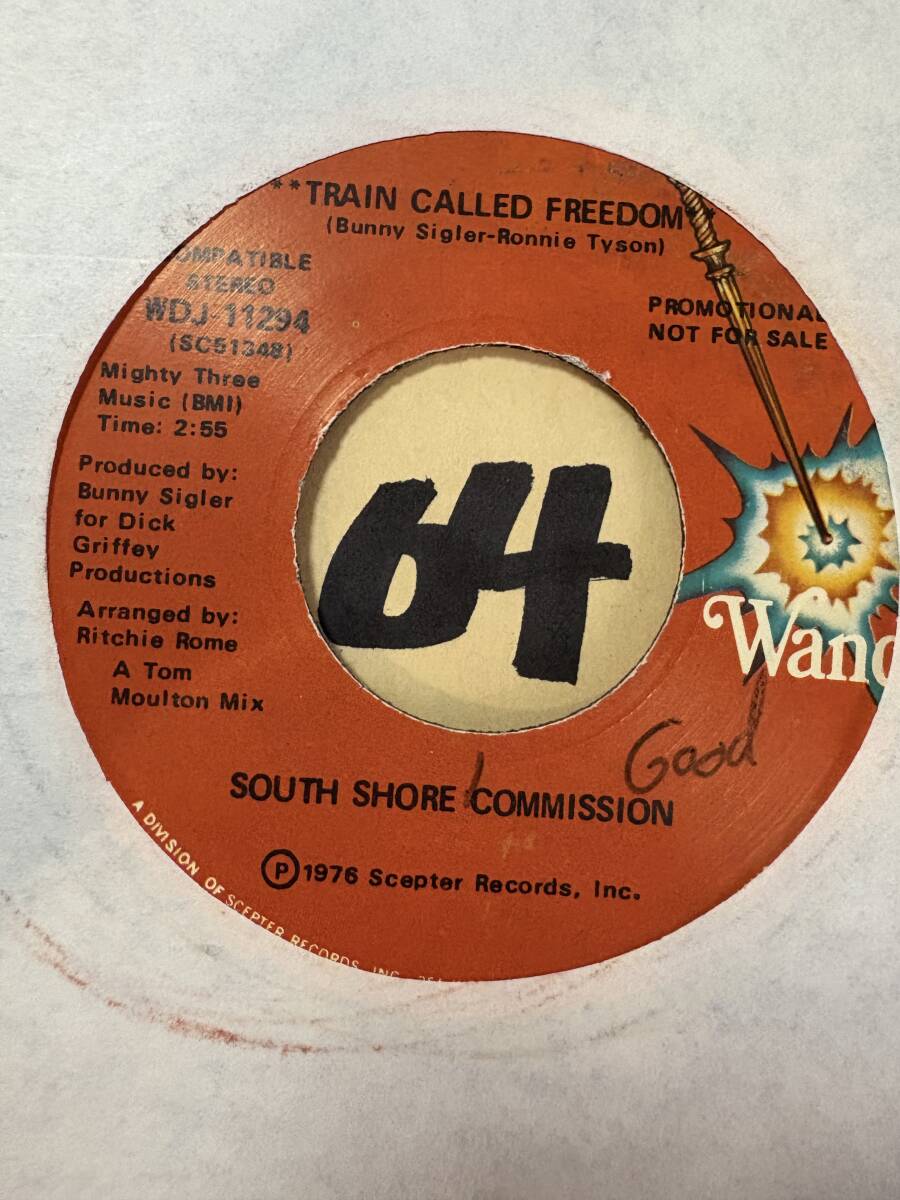 **TRAIN CALLED FREEDOM**
(Bunny Sigler-Ronnie Tyson)
OMPATIBLE
STEREO
WDJ-11294
(SC51348)
PROMOTIONAL
NOT FOR SALE
Mighty Three
Music (BMI)
Time: 2:55
Produced by:
Bunny Sigler
for Dick
Griffey
Productions
Arranged by:
Ritchie Rome
A Tom
Moulton Mix
64
Wand
Good
SOUTH SHORE COMMISSION
Ⓟ1976 Scepter Records, Inc.
A DIVISION OF SCEPTER RECORDS, INC.